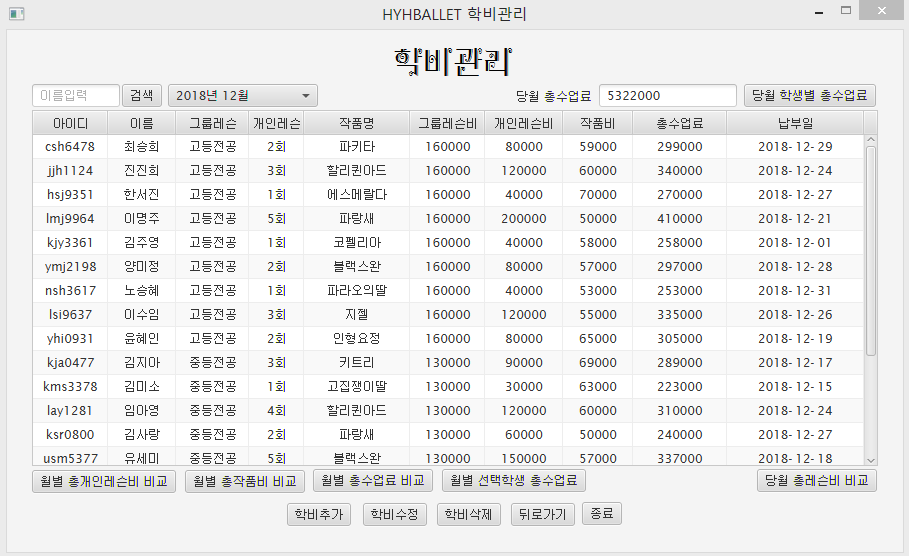 HYHBALLET 학비관리
학비관리
이름입력 검색 2018년 12월 당월 총수업료 5322000 당월 학생별 총수업료
아이디 이름 그룹레슨 개인레슨 작품명 그룹레슨비 개인레슨비 작품비 총수업료 납부일
csh6478 최승희 고등전공 2회 파키타 160000 80000 59000 299000 2018-12-29
jjh1124 진진희 고등전공 3회 할리퀸아드 160000 120000 60000 340000 2018-12-24
hsj9351 한서진 고등전공 1회 에스메랄다 160000 40000 70000 270000 2018-12-27
lmj9964 이명주 고등전공 5회 파랑새 160000 200000 50000 410000 2018-12-21
kjy3361 김주영 고등전공 1회 코펠리아 160000 40000 58000 258000 2018-12-01
ymj2198 양미정 고등전공 2회 블랙스완 160000 80000 57000 297000 2018-12-28
nsh3617 노승혜 고등전공 1회 파라오의딸 160000 40000 53000 253000 2018-12-31
lsi9637 이수임 고등전공 3회 지젤 160000 120000 55000 335000 2018-12-26
yhi0931 윤혜인 고등전공 2회 인형요정 160000 80000 65000 305000 2018-12-19
kja0477 김지아 중등전공 3회 키트리 130000 90000 69000 289000 2018-12-17
kms3378 김미소 중등전공 1회 고집쟁이딸 130000 30000 63000 223000 2018-12-15
lay1281 임아영 중등전공 4회 할리퀸아드 130000 120000 60000 310000 2018-12-24
ksr0800 김사랑 중등전공 2회 파랑새 130000 60000 50000 240000 2018-12-27
usm5377 유세미 중등전공 5회 블랙스완 130000 150000 57000 337000 2018-12-18
월별 총개인레슨비 비교 월별 총작품비 비교 월별 총수업료 비교 월별 선택학생 총수업료 당월 총레슨비 비교
학비추가 학비수정 학비삭제 뒤로가기 종료